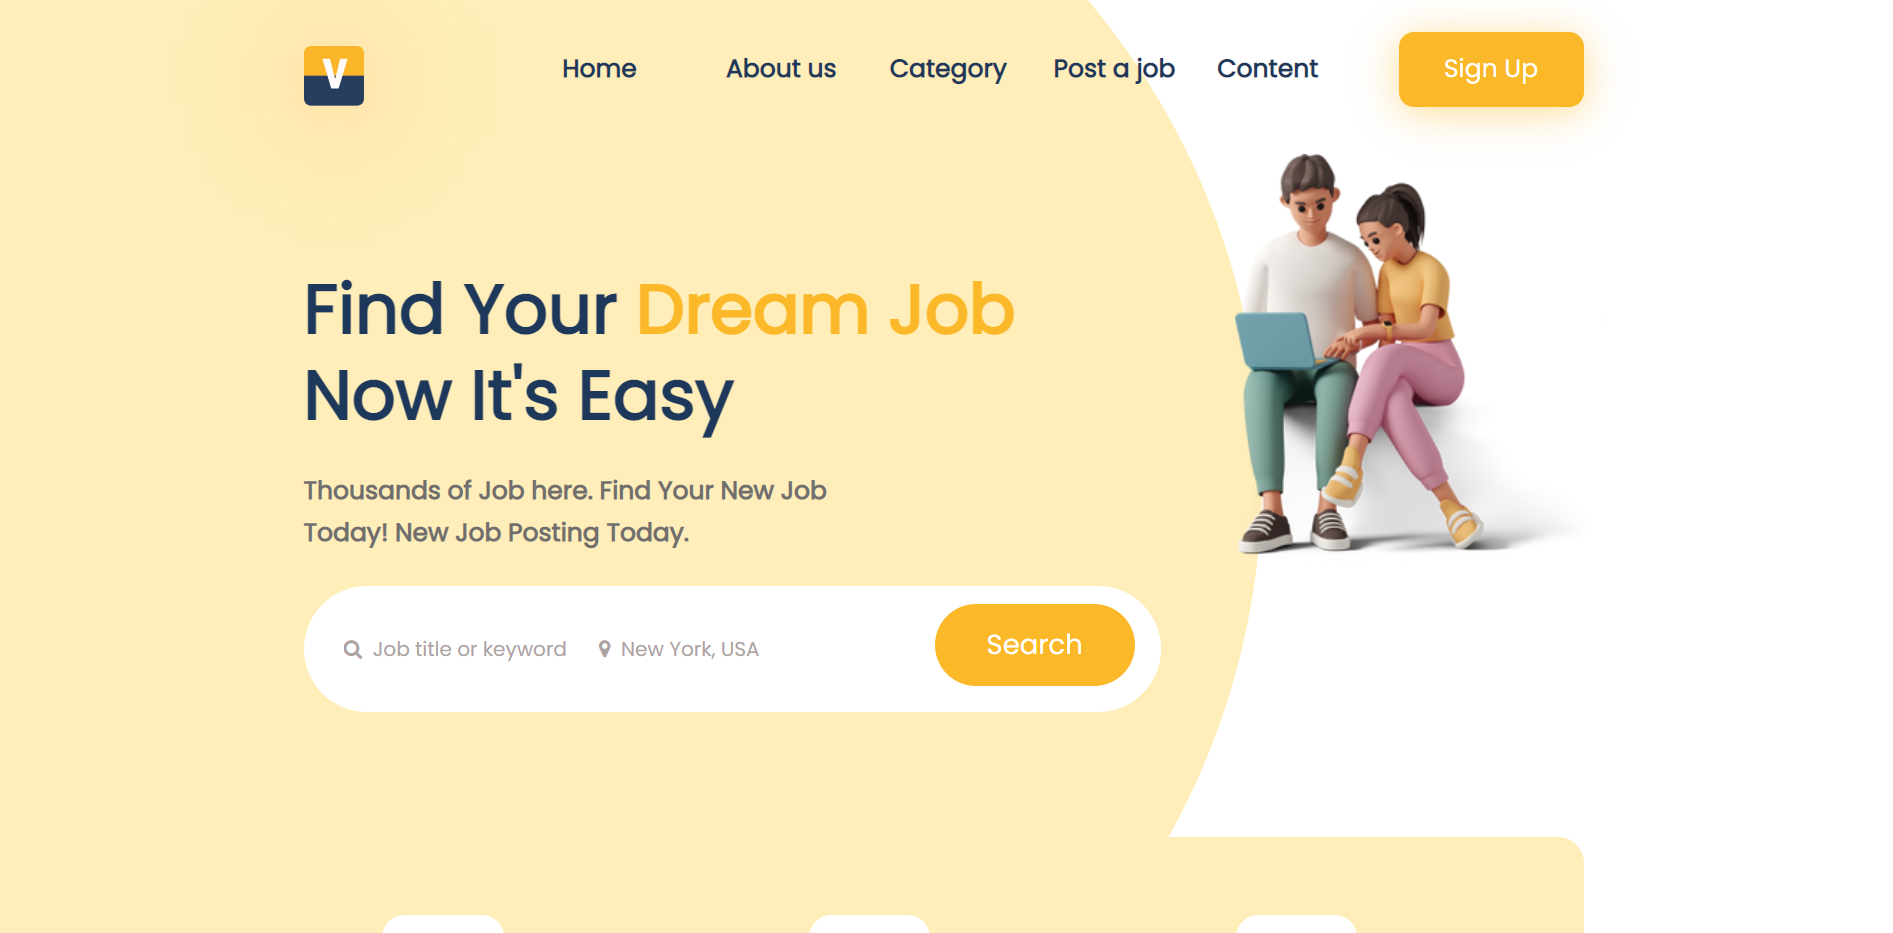 V
Home About us Category Post a job Content Sign Up
Find Your Dream Job
Now It's Easy
Thousands of Job here. Find Your New Job
Today! New Job Posting Today.
Job title or keyword New York, USA Search